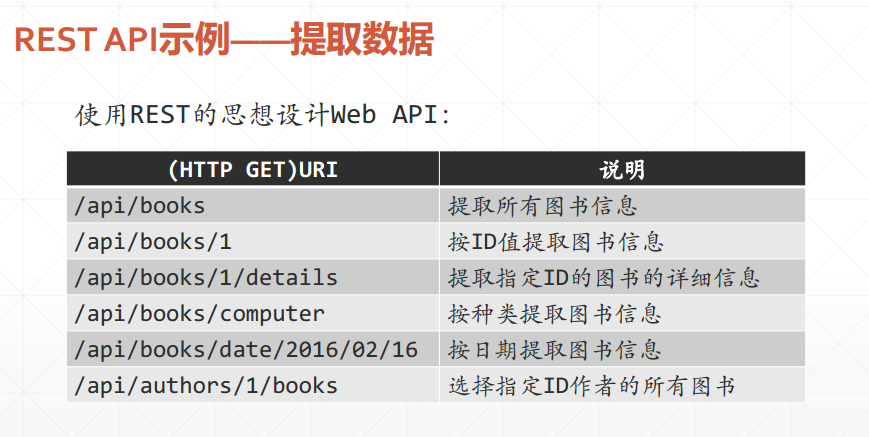 REST API示例——提取数据
使用REST的思想设计Web API:
(HTTP GET)URI 说明
/api/books 提取所有图书信息
/api/books/1 按ID值提取图书信息
/api/books/1/details 提取指定ID的图书的详细信息
/api/books/computer 按种类提取图书信息
/api/books/date/2016/02/16 按日期提取图书信息
/api/authors/1/books 选择指定ID作者的所有图书